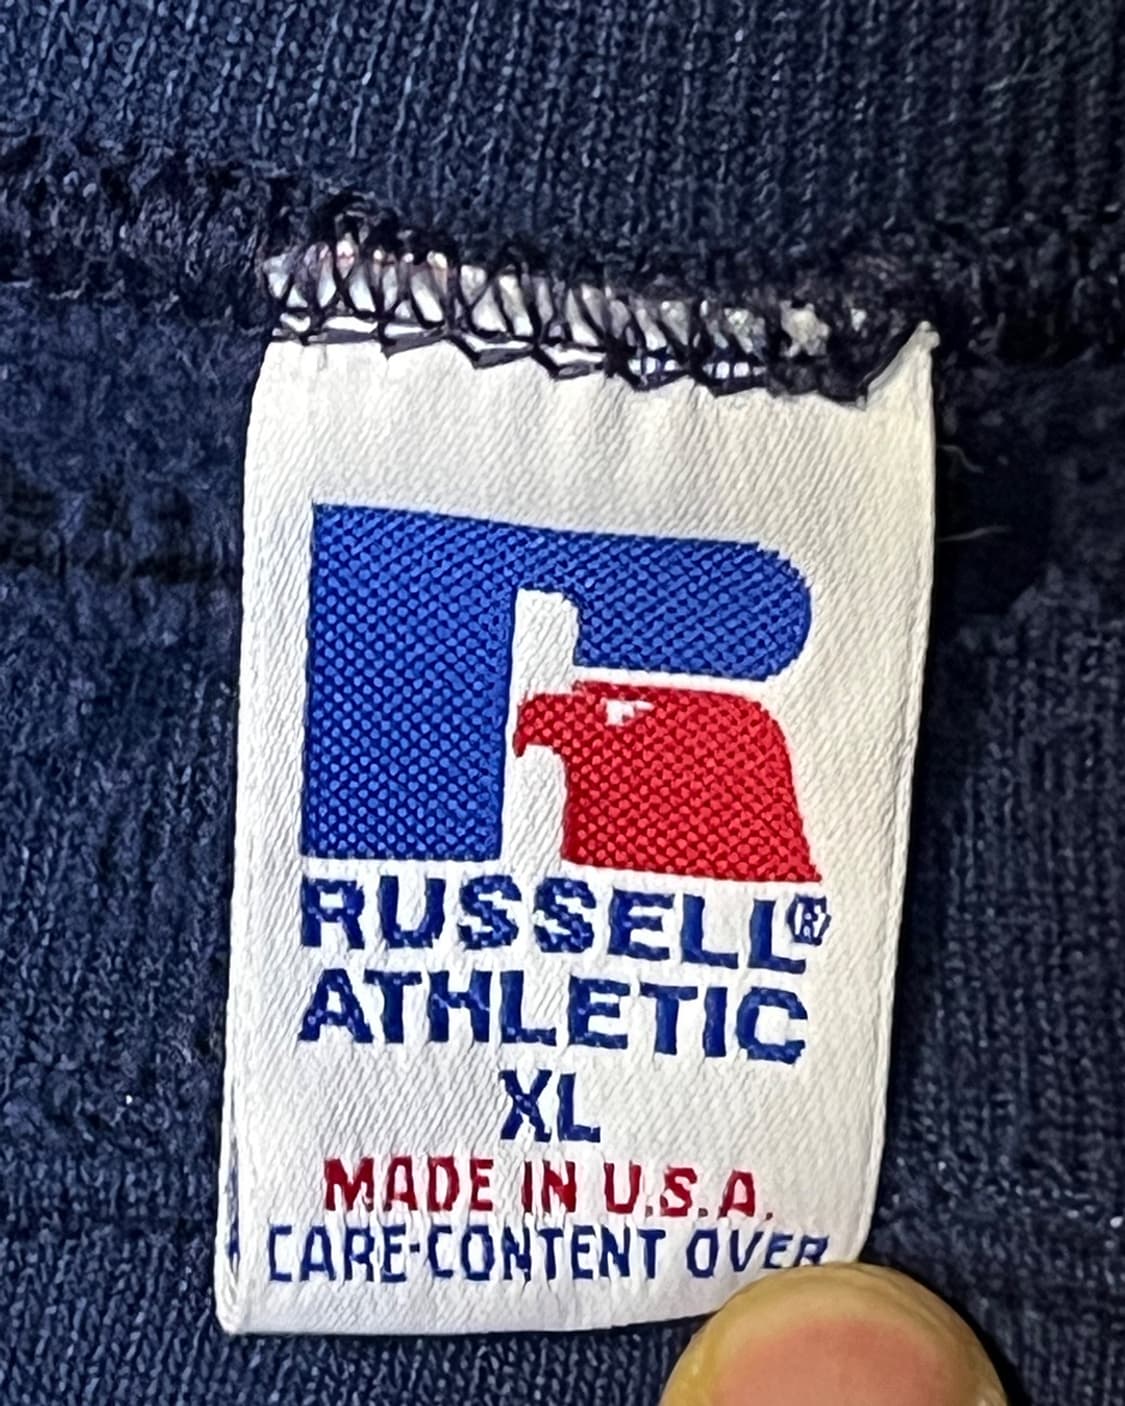 RUSSELL®
ATHLETIC
XL
MADE IN U.S.A.
CARE-CONTENT OVER